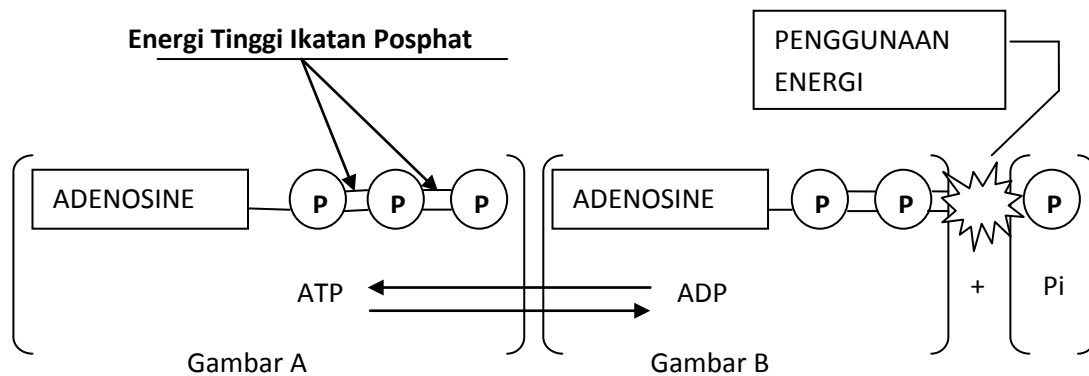 Energi Tinggi Ikatan Posphat
PENGGUNAAN
ENERGI
ADENOSINE P P P
ADENOSINE P P P
ATP ADP + Pi
Gambar A Gambar B